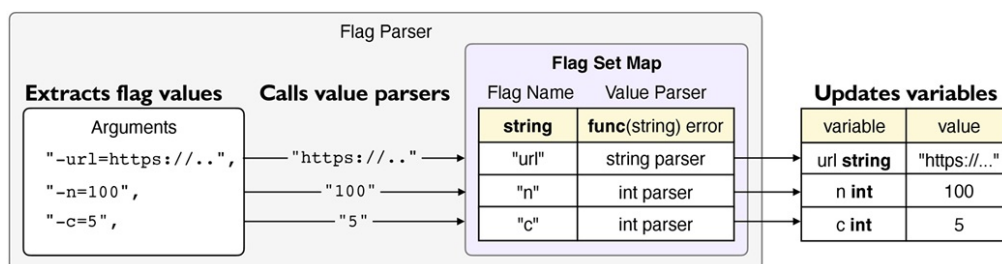 Flag Parser
Flag Set Map
Extracts flag values
Calls value parsers
Flag Name Value Parser
Updates variables
Arguments
string func(string) error
variable value
"-url=https://..", "https://.." "url" string parser url string "https://..."
"-n=100", "100" "n" int parser n int 100
"-c=5", "5" "c" int parser c int 5